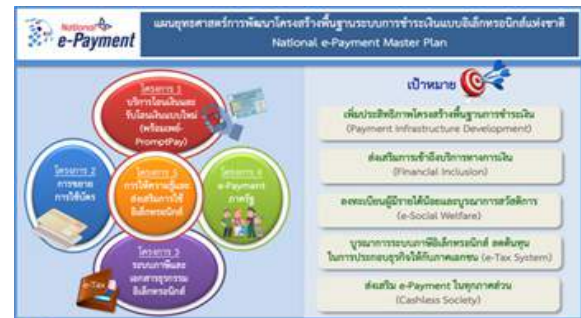 National
e-Payment
แผนยุทธศาสตร์การพัฒนาโครงสร้างพื้นฐานระบบการชำระเงินแบบอิเล็กทรอนิกส์แห่งชาติ
National e-Payment Master Plan
โครงการ 1
บริการโอนเงินและ
รับโอนเงินแบบใหม่
(พร้อมเพย์-
PromptPay)
โครงการ 2
การขยาย
การใช้บัตร
โครงการ 5
การให้ความรู้และ
ส่งเสริมการใช้
อิเล็กทรอนิกส์
โครงการ 4
e-Payment
ภาครัฐ
โครงการ 3
ระบบภาษีและ
เอกสารธุรกรรม
อิเล็กทรอนิกส์
e-Tax
เป้าหมาย
เพิ่มประสิทธิภาพโครงสร้างพื้นฐานการชำระเงิน
(Payment Infrastructure Development)
ส่งเสริมการเข้าถึงบริการทางการเงิน
(Financial Inclusion)
ลงทะเบียนผู้มีรายได้น้อยและบูรณาการสวัสดิการ
(e-Social Welfare)
บูรณาการระบบภาษีอิเล็กทรอนิกส์ ลดต้นทุน
ในการประกอบธุรกิจให้กับภาคเอกชน (e-Tax System)
ส่งเสริม e-Payment ในทุกภาคส่วน
(Cashless Society)